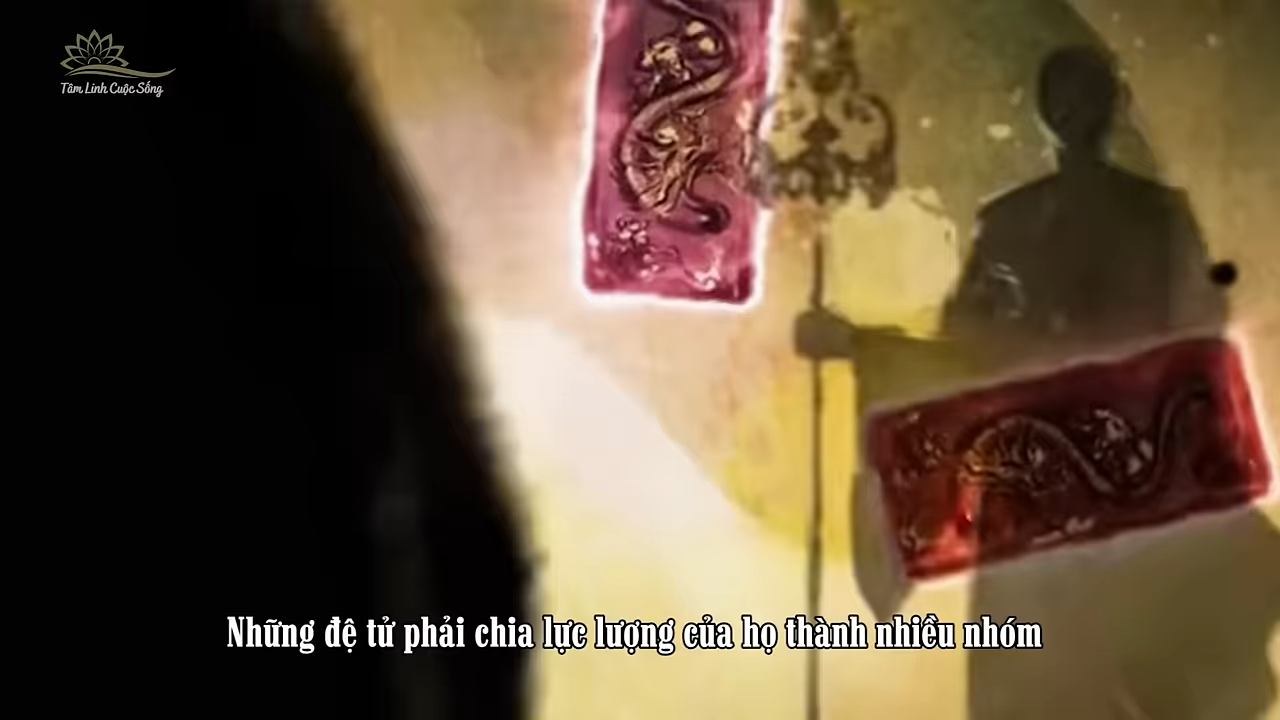 Tâm Linh Cuộc Sống
Những đệ tử phải chia lực lượng của họ thành nhiều nhóm